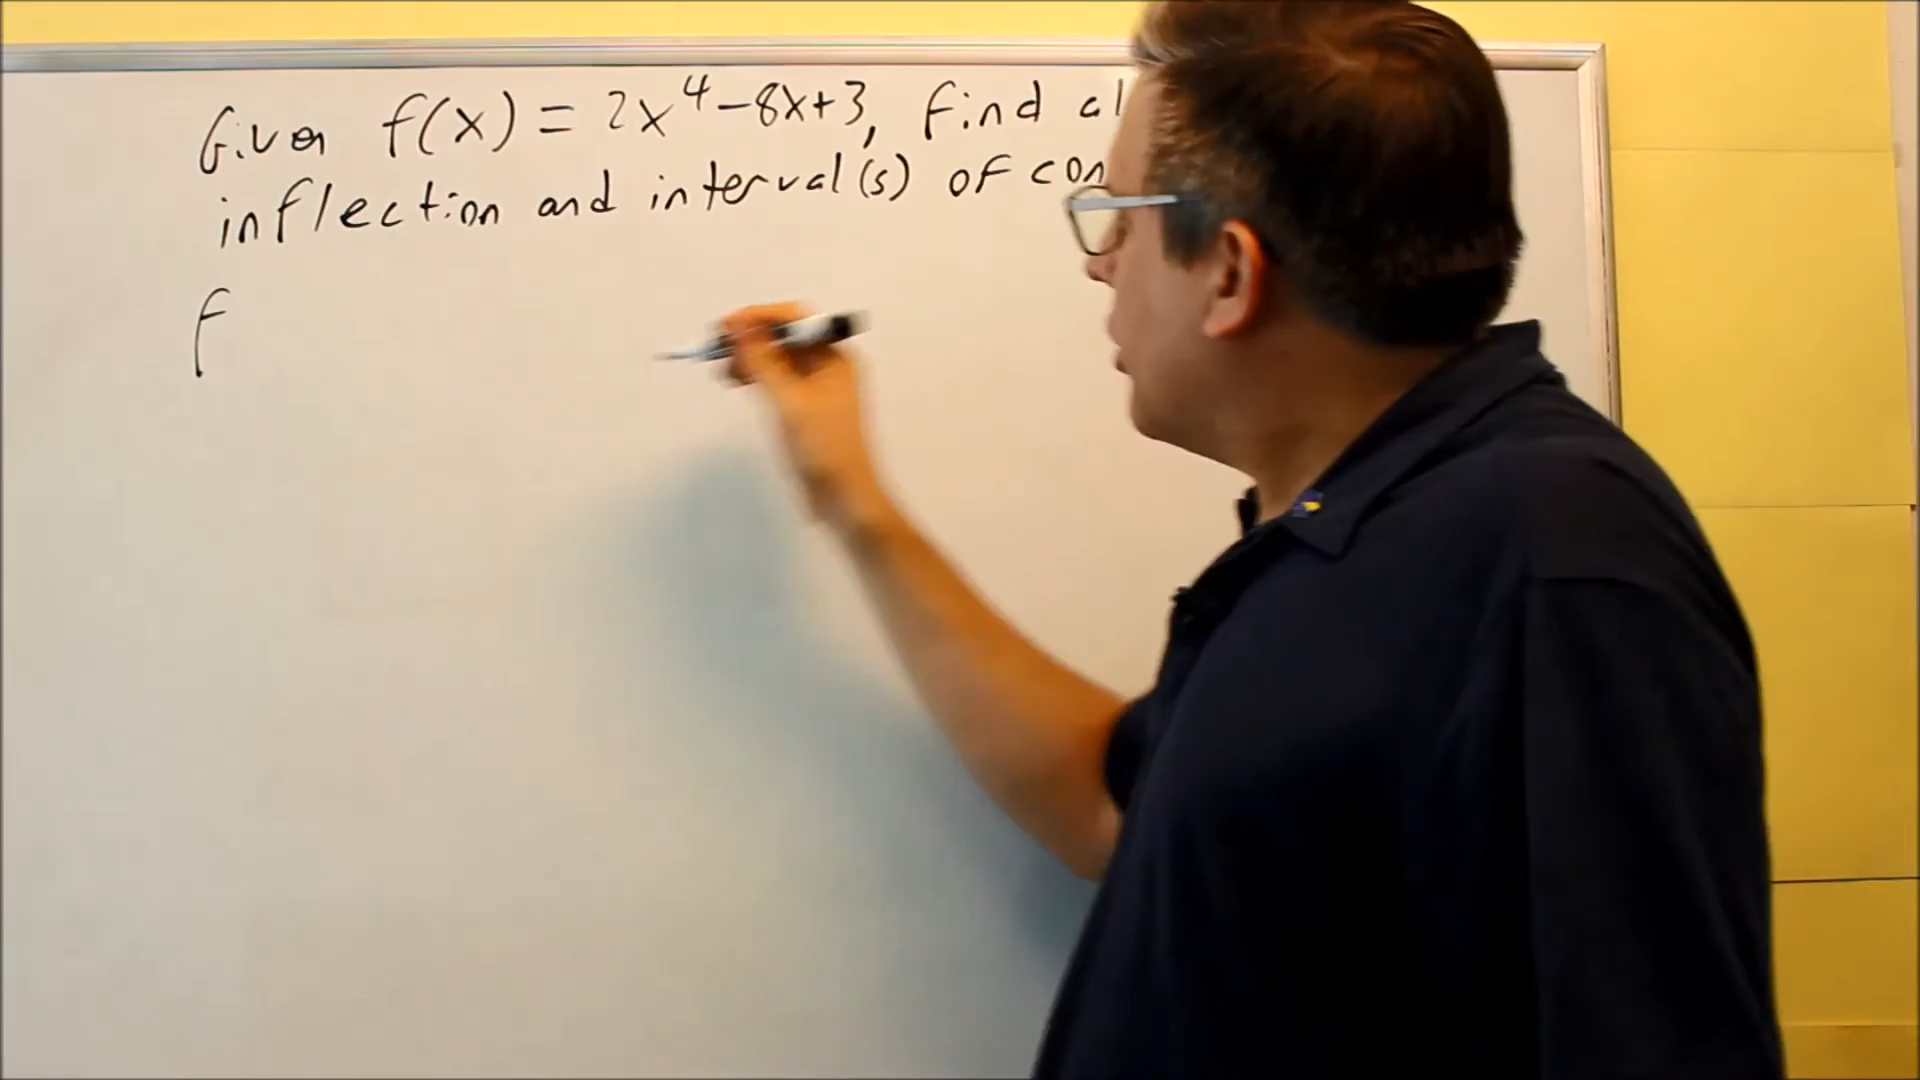 Given f(x) = 2x⁴-8x+3, find
inflection and interval(s) of
f